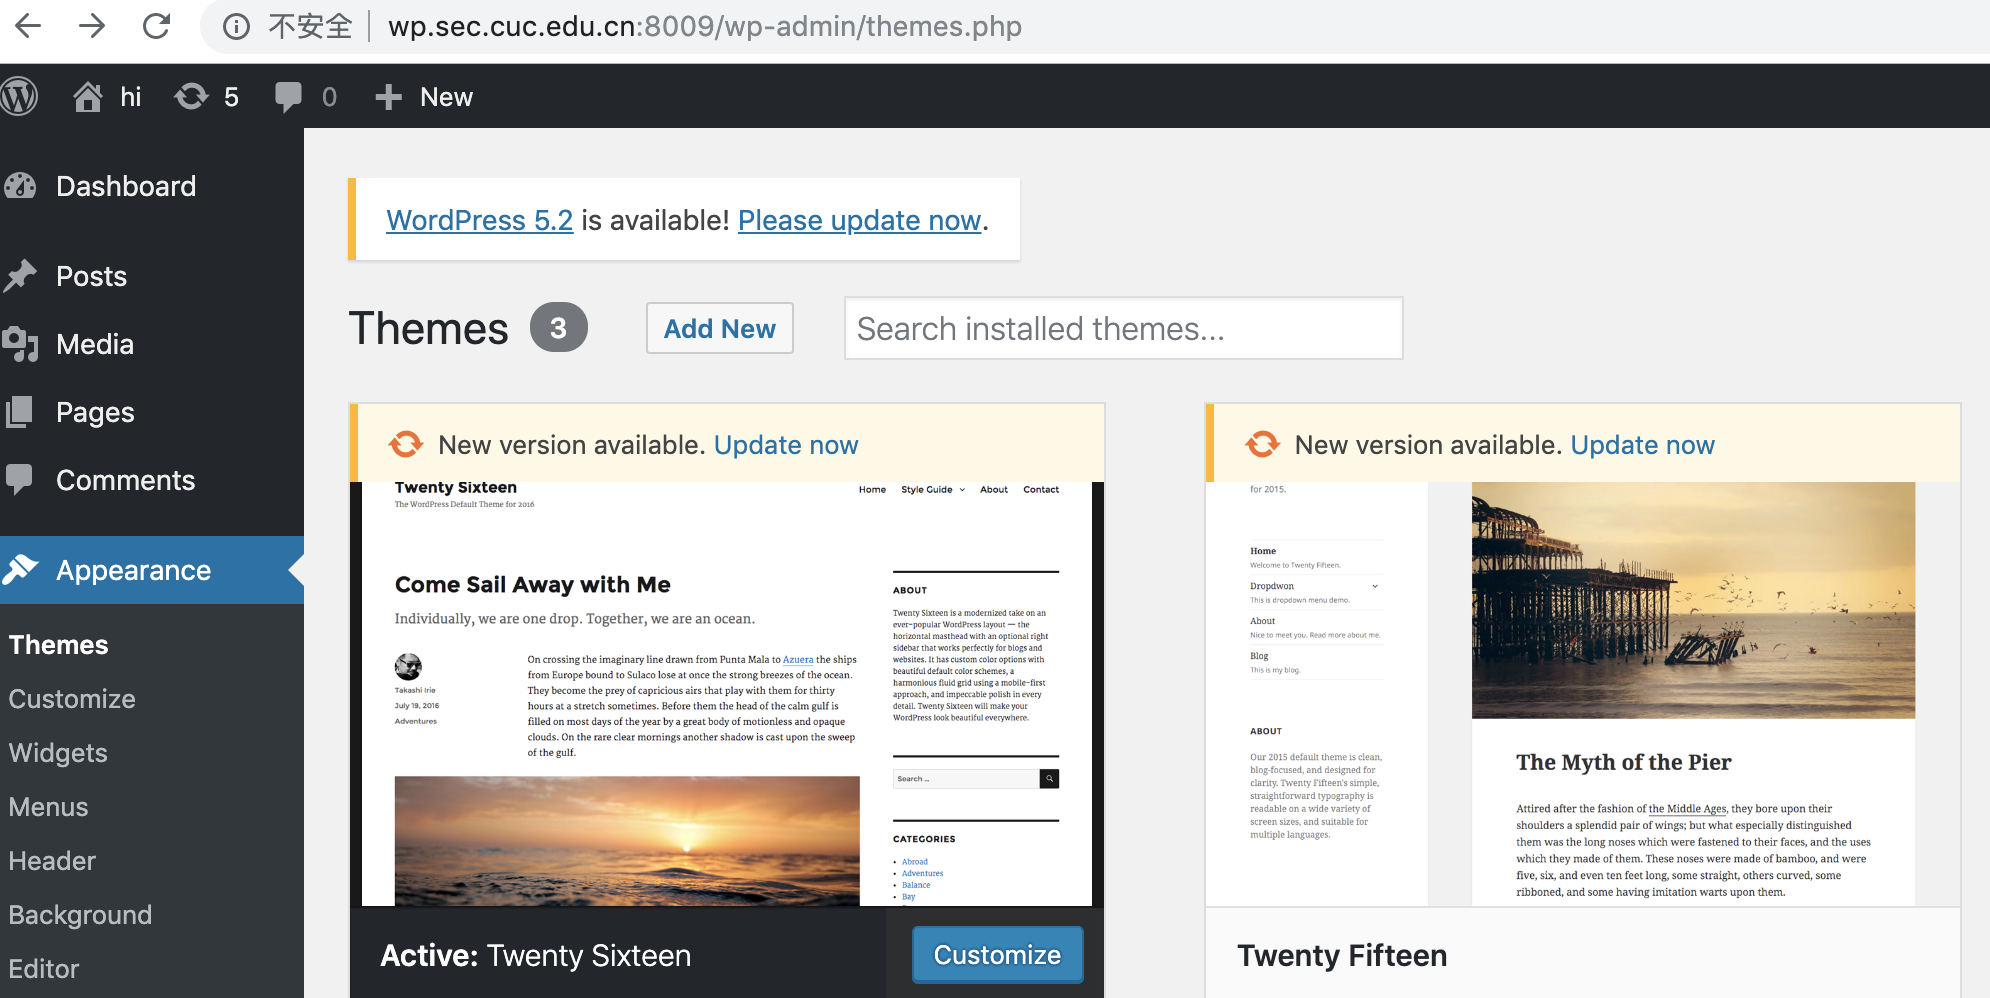 不安全 wp.sec.cuc.edu.cn:8009/wp-admin/themes.php
hi 5 0 New
Dashboard
Posts
Media
Pages
Comments
Appearance
Themes
Customize
Widgets
Menus
Header
Background
Editor
WordPress 5.2 is available! Please update now.
Themes 3 Add New Search installed themes...
New version available. Update now
Twenty Sixteen
The WordPress Default Theme for 2016
Home Style Guide About Contact
Come Sail Away with Me
Individually, we are one drop. Together, we are an ocean.
Takashi Irie
July 19, 2016
Adventures
On crossing the imaginary line drawn from Punta Mala to Azuera the ships
from Europe bound to Sulaco lose at once the strong breezes of the ocean.
They become the prey of capricious airs that play with them for thirty
hours at a stretch sometimes. Before them the head of the calm gulf is
filled on most days of the year by a great body of motionless and opaque
clouds. On the rare clear mornings another shadow is cast upon the sweep
of the gulf.
ABOUT
Twenty Sixteen is a modernized take on an
ever-popular WordPress layout — the
horizontal masthead with an optional right
sidebar that works perfectly for blogs and
websites. It has custom color options with
beautiful default color schemes, a
harmonious fluid grid using a mobile-first
approach, and impeccable polish in every
detail. Twenty Sixteen will make your
WordPress look beautiful everywhere.
Search ...
CATEGORIES
Abroad
Adventures
Balance
Bay
Active: Twenty Sixteen
Customize
New version available. Update now
for 2015.
Home
Welcome to Twenty Fifteen.
Dropdwon
This is dropdown menu demo.
About
Nice to meet you. Read more about me.
Blog
This is my blog.
ABOUT
Our 2015 default theme is clean,
blog-focused, and designed for
clarity. Twenty Fifteen's simple,
straightforward typography is
readable on a wide variety of
screen sizes, and suitable for
multiple languages.
The Myth of the Pier
Attired after the fashion of the Middle Ages, they bore upon their
shoulders a splendid pair of wings; but what especially distinguished
them was the long noses which were fastened to their faces, and the uses
which they made of them. These noses were made of bamboo, and were
five, six, and even ten feet long, some straight, others curved, some
ribboned, and some having imitation warts upon them.
Twenty Fifteen